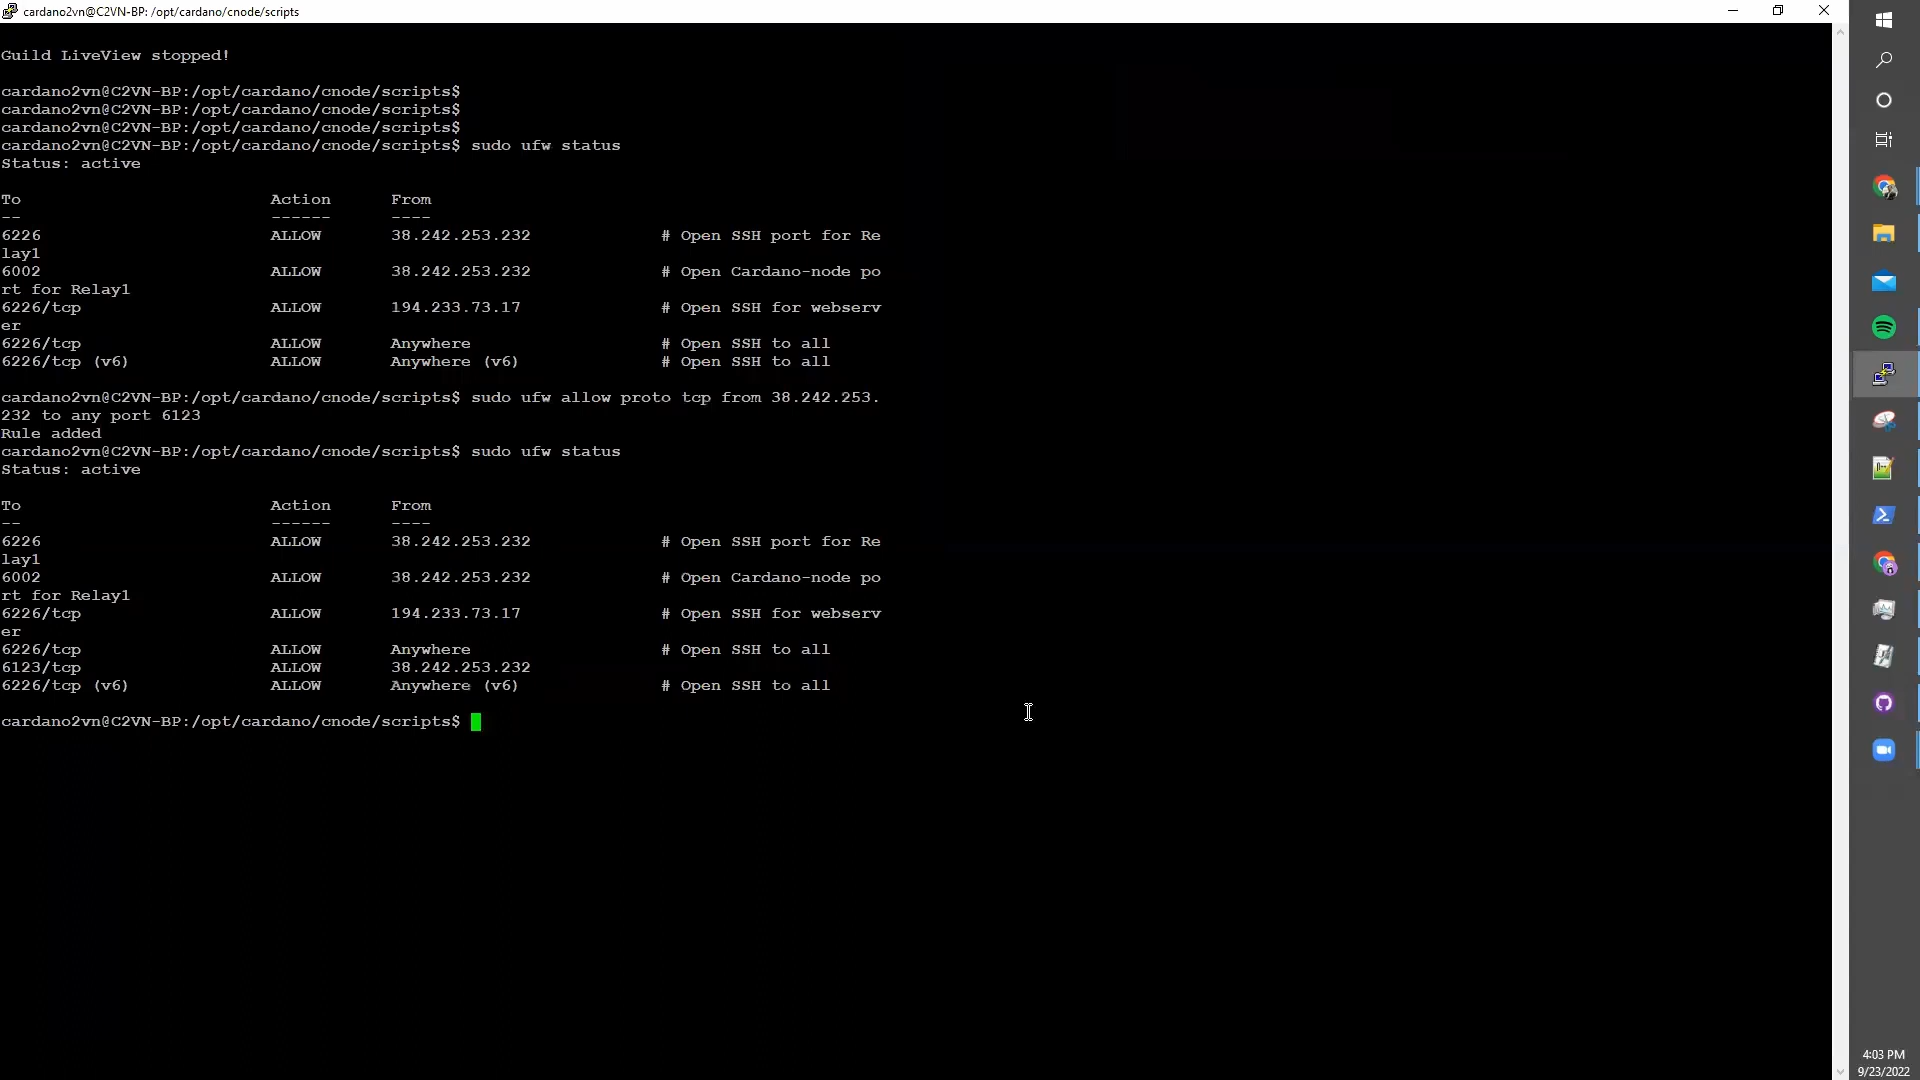 cardano2vn@C2VN-BP: /opt/cardano/cnode/scripts
Guild LiveView stopped!
cardano2vn@C2VN-BP:/opt/cardano/cnode/scripts$
cardano2vn@C2VN-BP:/opt/cardano/cnode/scripts$
cardano2vn@C2VN-BP:/opt/cardano/cnode/scripts$
cardano2vn@C2VN-BP:/opt/cardano/cnode/scripts$ sudo ufw status
Status: active
To Action From
-- ------ ----
6226 ALLOW 38.242.253.232 # Open SSH port for Re
lay1
6002 ALLOW 38.242.253.232 # Open Cardano-node po
rt for Relay1
6226/tcp ALLOW 194.233.73.17 # Open SSH for webserv
er
6226/tcp ALLOW Anywhere # Open SSH to all
6226/tcp (v6) ALLOW Anywhere (v6) # Open SSH to all
cardano2vn@C2VN-BP:/opt/cardano/cnode/scripts$ sudo ufw allow proto tcp from 38.242.253.
232 to any port 6123
Rule added
cardano2vn@C2VN-BP:/opt/cardano/cnode/scripts$ sudo ufw status
Status: active
To Action From
-- ------ ----
6226 ALLOW 38.242.253.232 # Open SSH port for Re
lay1
6002 ALLOW 38.242.253.232 # Open Cardano-node po
rt for Relay1
6226/tcp ALLOW 194.233.73.17 # Open SSH for webserv
er
6226/tcp ALLOW Anywhere # Open SSH to all
6123/tcp ALLOW 38.242.253.232
6226/tcp (v6) ALLOW Anywhere (v6) # Open SSH to all
cardano2vn@C2VN-BP:/opt/cardano/cnode/scripts$
4:03 PM
9/23/2022